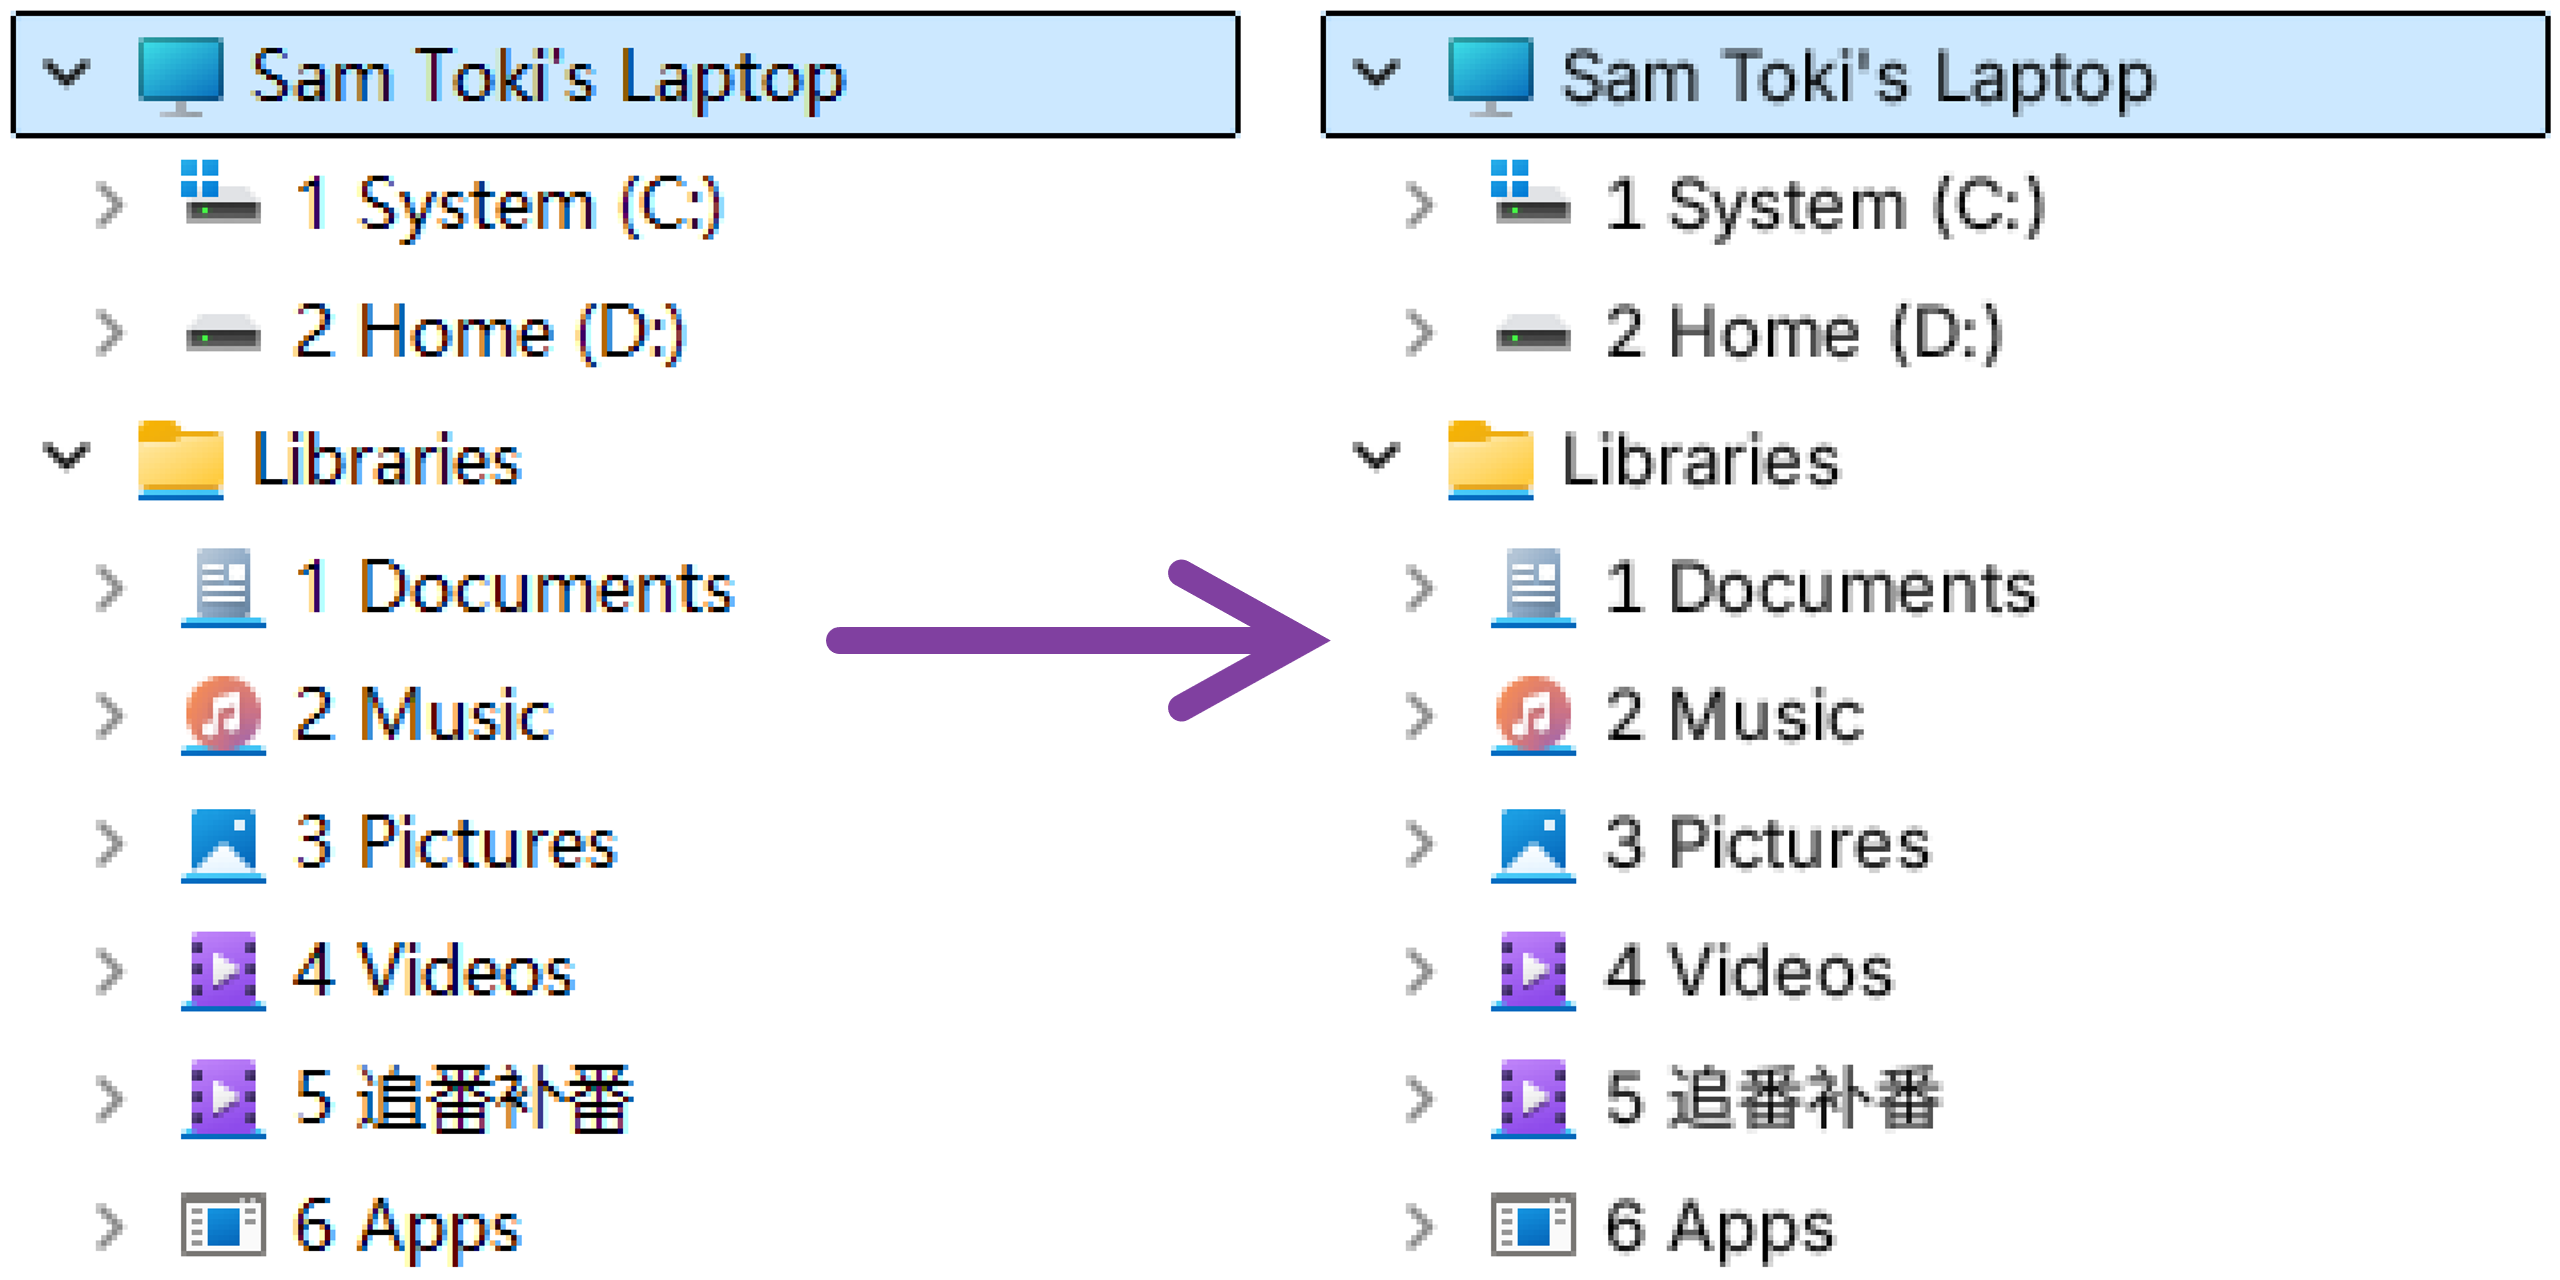 Sam Toki's Laptop
1 System (C:)
2 Home (D:)
Libraries
1 Documents
2 Music
3 Pictures
4 Videos
5 追番补番
6 Apps
Sam Toki's Laptop
1 System (C:)
2 Home (D:)
Libraries
1 Documents
2 Music
3 Pictures
4 Videos
5 追番补番
6 Apps